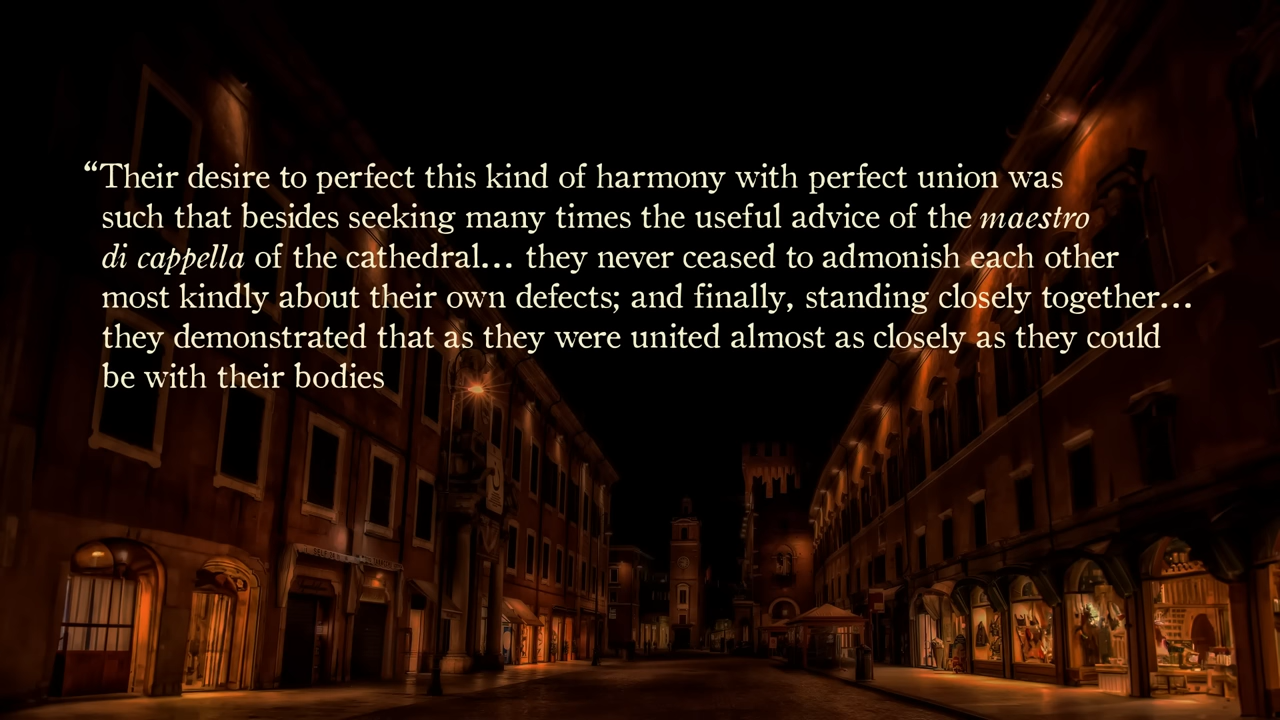 “Their desire to perfect this kind of harmony with perfect union was
such that besides seeking many times the useful advice of the maestro
di cappella of the cathedral… they never ceased to admonish each other
most kindly about their own defects; and finally, standing closely together…
they demonstrated that as they were united almost as closely as they could
be with their bodies